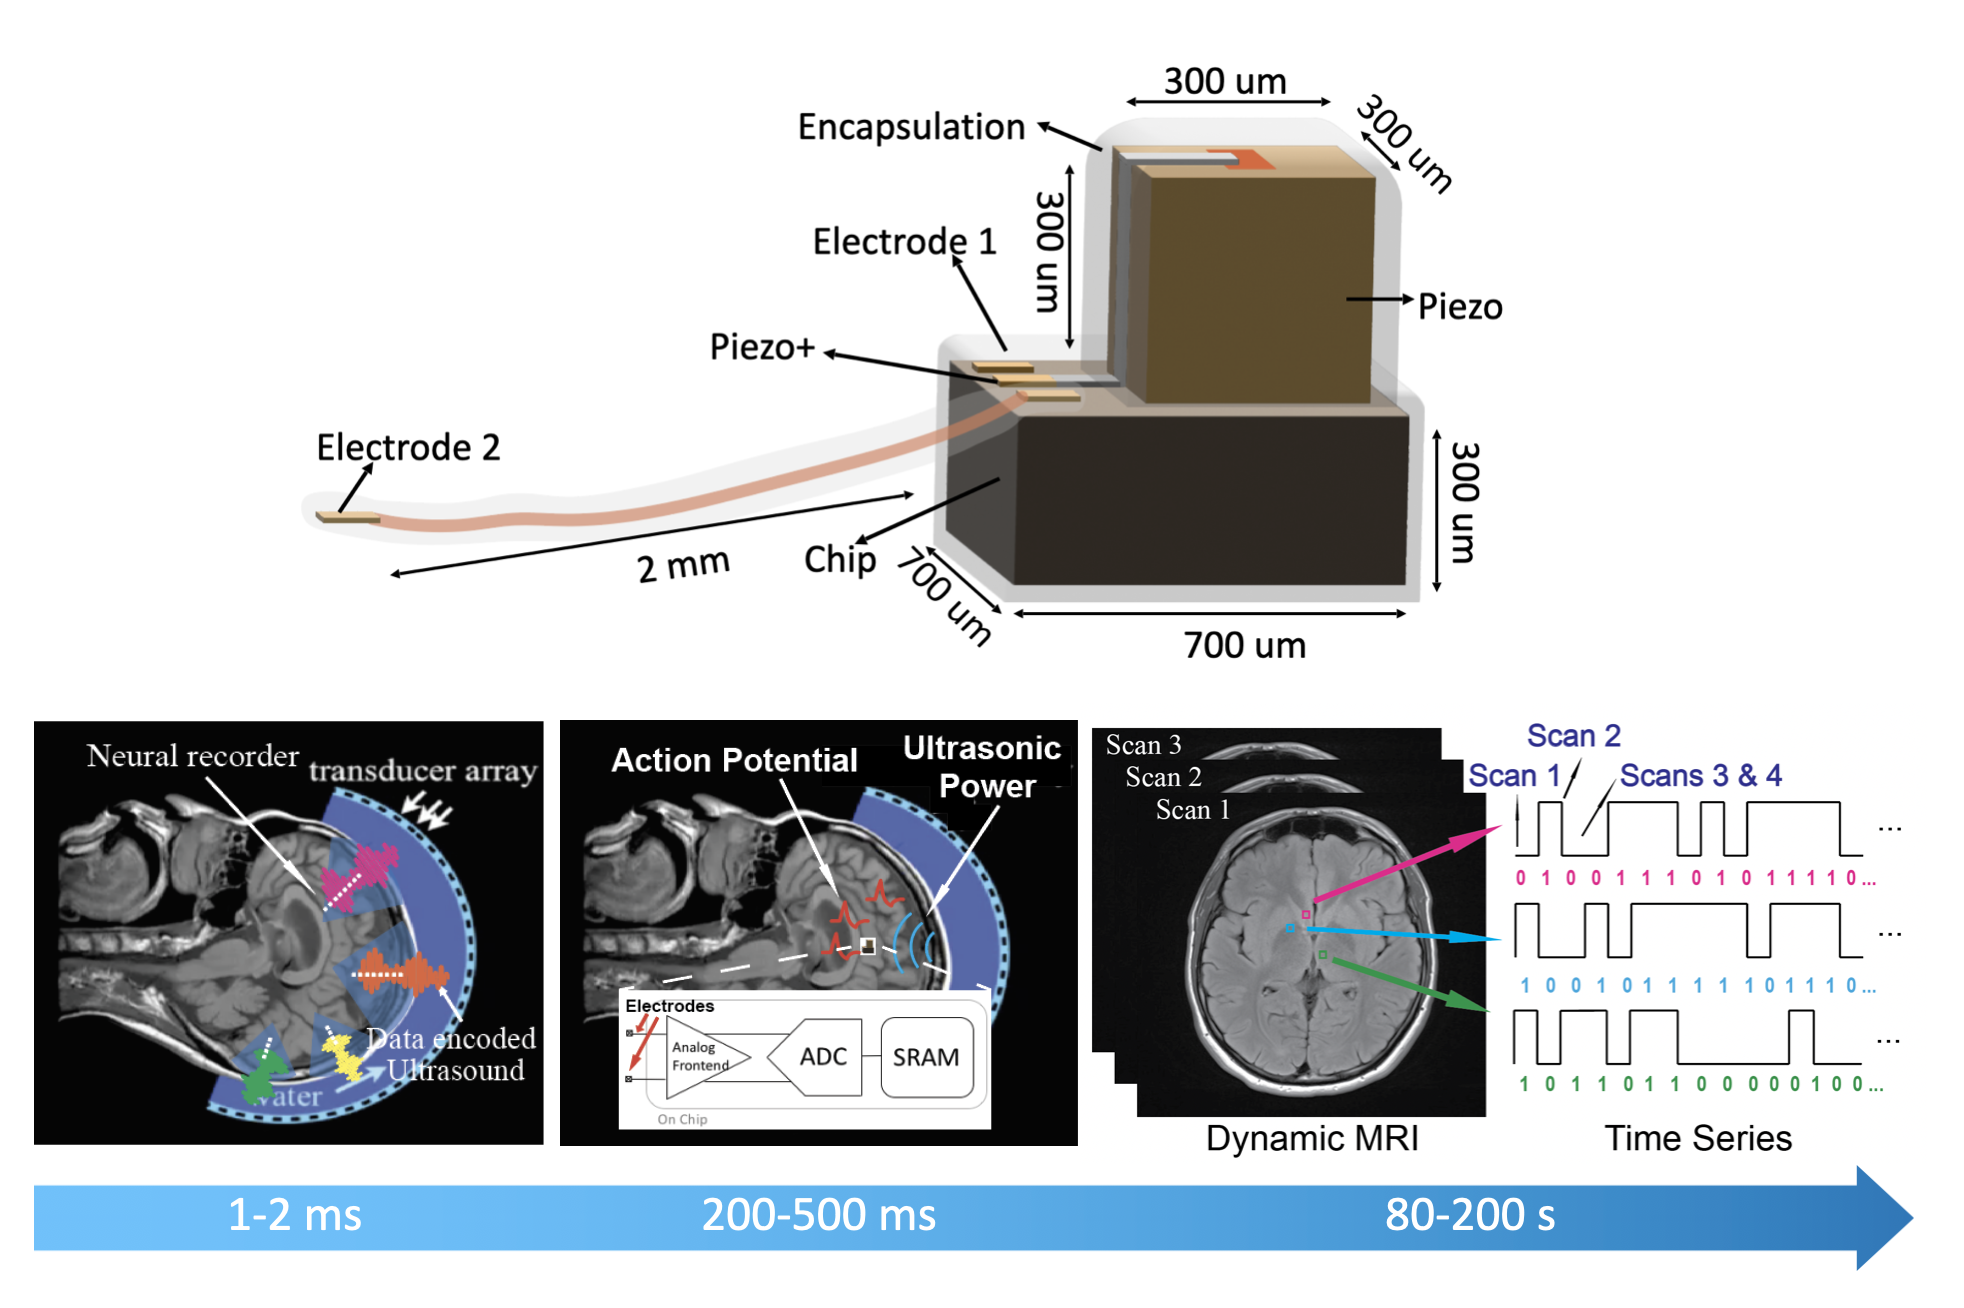 300 um
300 um
Encapsulation
300 um
Electrode 1
Piezo
Piezo+
Electrode 2
300 um
2 mm
Chip
700 um
700 um
Neural recorder
transducer array
Data encoded
Ultrasound
water
Action Potential
Ultrasonic
Power
Electrodes
Analog
Frontend
ADC
SRAM
On Chip
Scan 3
Scan 2
Scan 1
Dynamic MRI
Scan 2
Scan 1
Scans 3 & 4
...
0 1 0 0 1 1 1 0 1 0 1 1 1 1 0 ...
...
1 0 0 1 0 1 1 1 1 1 0 1 1 1 0 ...
...
1 0 1 1 0 1 1 0 0 0 0 0 1 0 0 ...
Time Series
1-2 ms
200-500 ms
80-200 s